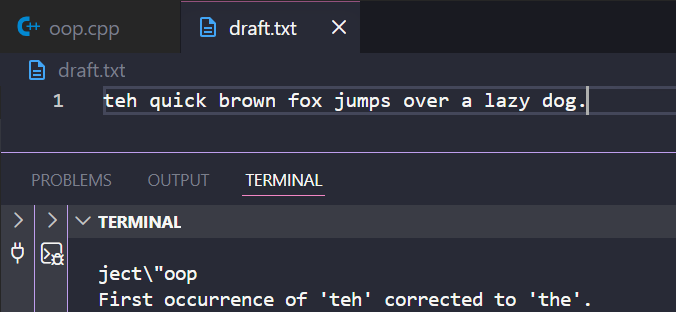 oop.cpp draft.txt
draft.txt
1 teh quick brown fox jumps over a lazy dog.
PROBLEMS OUTPUT TERMINAL
TERMINAL
ject\"oop
First occurrence of 'teh' corrected to 'the'.